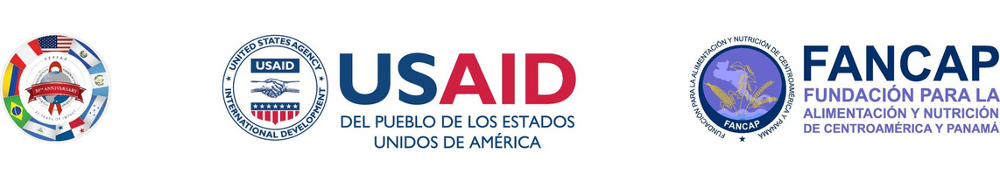 PEPFAR
20TH ANNIVERSARY
20 YEARS OF IMPACT
UNITED STATES AGENCY
USAID
INTERNATIONAL DEVELOPMENT
USAID
DEL PUEBLO DE LOS ESTADOS
UNIDOS DE AMÉRICA
FUNDACIÓN PARA LA ALIMENTACIÓN Y NUTRICIÓN DE CENTROAMÉRICA Y PANAMA
FANCAP
FANCAP
FUNDACIÓN PARA LA
ALIMENTACIÓN Y NUTRICIÓN
DE CENTROAMÉRICA Y PANAMÁ